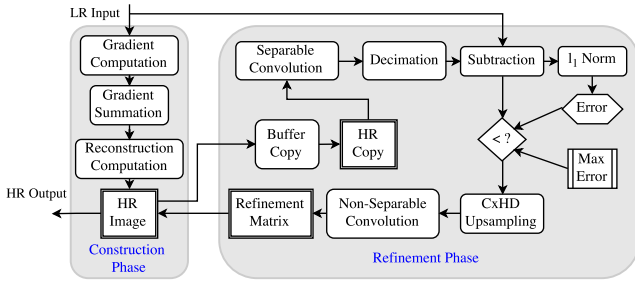 LR Input
Gradient
Computation
Gradient
Summation
Reconstruction
Computation
HR Output
HR
Image
Construction
Phase
Separable
Convolution
Decimation
Subtraction
l₁ Norm
Error
Buffer
Copy
HR
Copy
< ?
Max
Error
Refinement
Matrix
Non-Separable
Convolution
CxHD
Upsampling
Refinement Phase